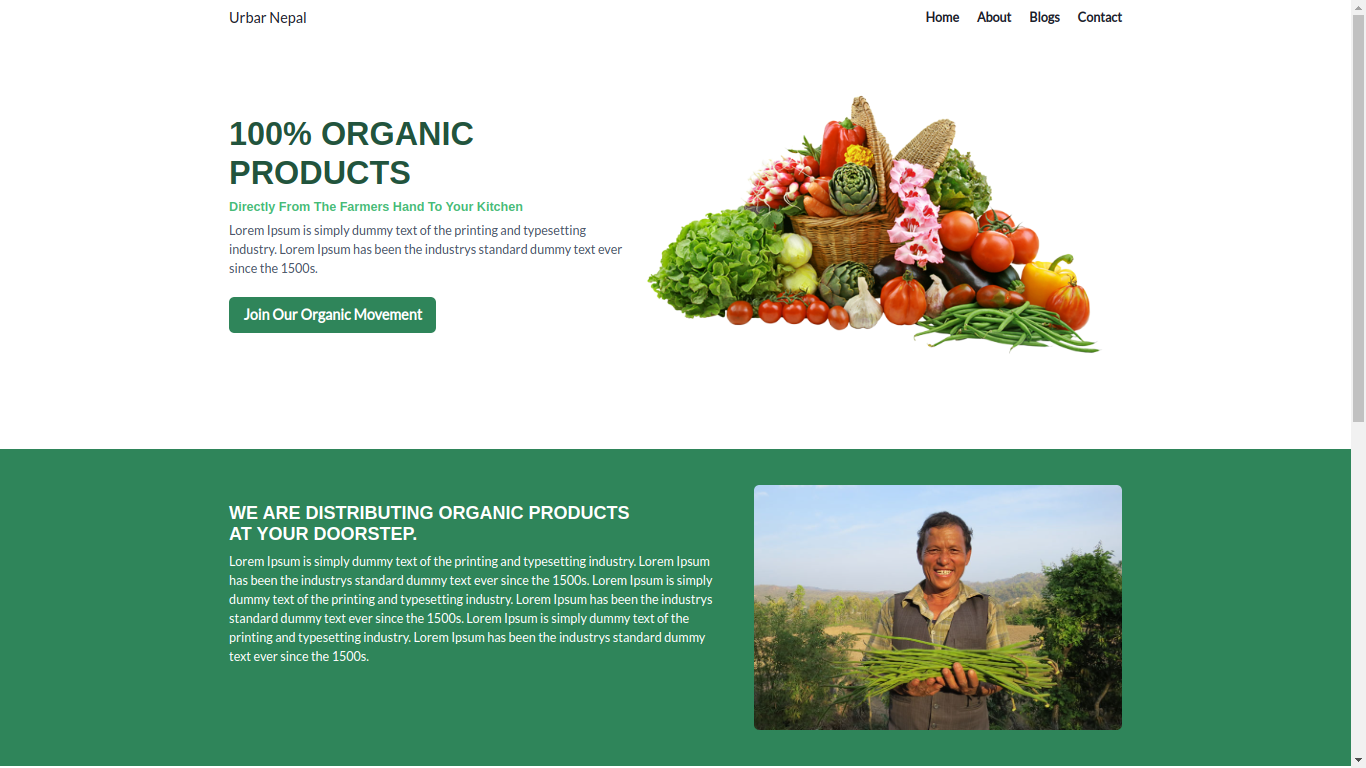 Urbar Nepal
Home About Blogs Contact
100% ORGANIC
PRODUCTS
Directly From The Farmers Hand To Your Kitchen
Lorem Ipsum is simply dummy text of the printing and typesetting
industry. Lorem Ipsum has been the industrys standard dummy text ever
since the 1500s.
Join Our Organic Movement
WE ARE DISTRIBUTING ORGANIC PRODUCTS
AT YOUR DOORSTEP.
Lorem Ipsum is simply dummy text of the printing and typesetting industry. Lorem Ipsum
has been the industrys standard dummy text ever since the 1500s. Lorem Ipsum is simply
dummy text of the printing and typesetting industry. Lorem Ipsum has been the industrys
standard dummy text ever since the 1500s. Lorem Ipsum is simply dummy text of the
printing and typesetting industry. Lorem Ipsum has been the industrys standard dummy
text ever since the 1500s.